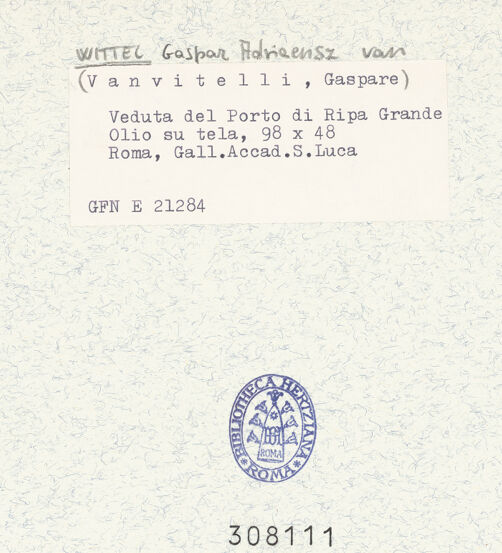 WITTEL Gaspar Adriaensz van
(Vanvitelli, Gaspare)
Veduta del Porto di Ripa Grande
Olio su tela, 98 x 48
Roma, Gall.Accad.S.Luca
GFN E 21284
BIBLIOTHECA HERTZIANA
ROMA
*ROMA*
308111